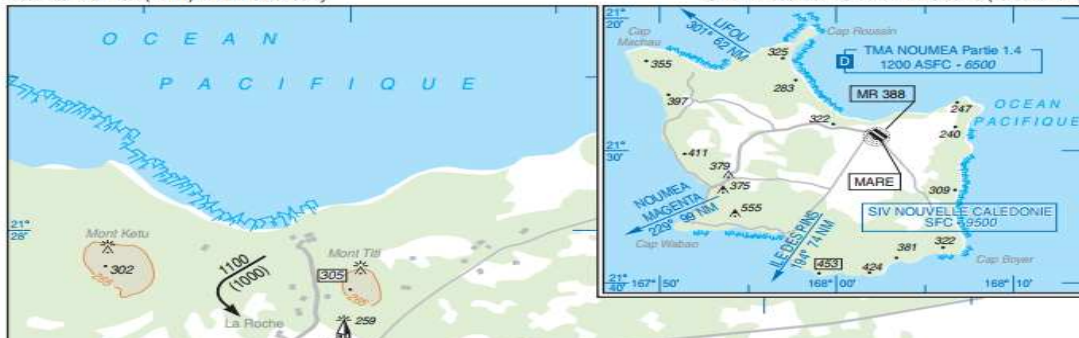 OCEAN
PACIFIQUE
21°
28'
Mont Ketu
302
295
1100
(1000)
La Roche
Mont Titi
305
295
259
21°
20'
Cap
Machau
LIFOU
301° 62 NM
Cap Roussin
325
355
283
397
322
TMA NOUMEA Partie 1.4
D
1200 ASFC - 6500
MR 388
247
OCEAN
PACIFIQUE
240
21°
30'
411
379
375
MARE
309
555
NOUMEA
MAGENTA
229° 99 NM
SIV NOUVELLE CALEDONIE
SFC - 9500
Cap Waban
ILE DES PINS
194° 74 NM
381
322
453
424
Cap Boyer
21°
40'
167° 50'
168° 00'
168° 10'